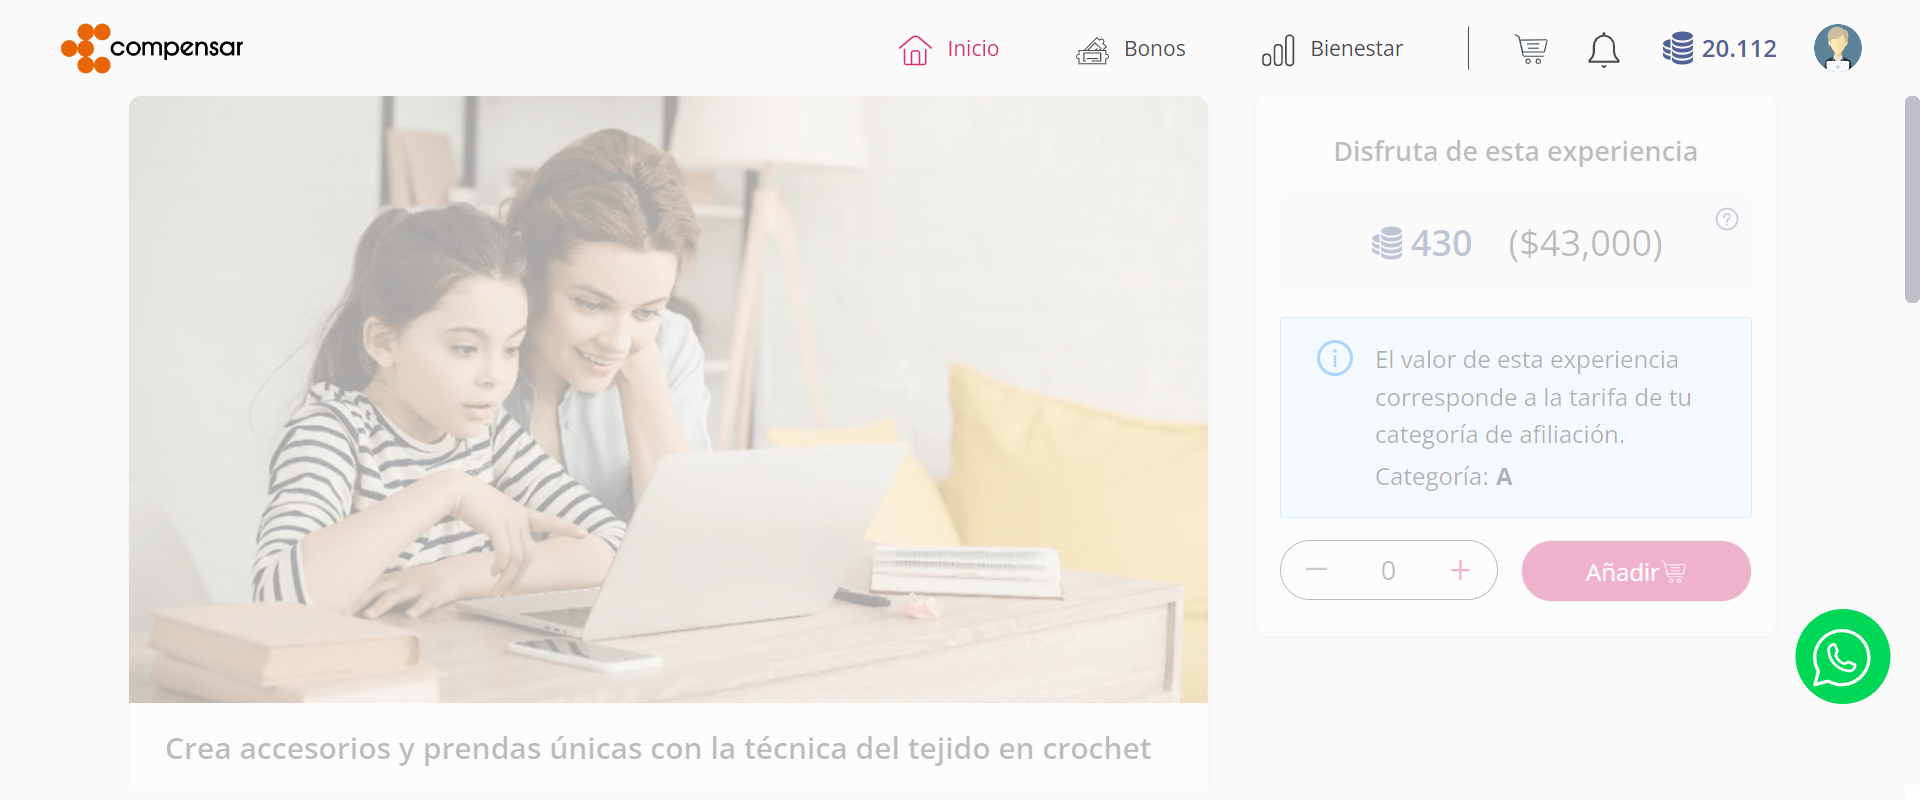 compensar
Inicio
Bonos
Bienestar
20.112
Disfruta de esta experiencia
430 ($43,000)
?
El valor de esta experiencia
corresponde a la tarifa de tu
categoría de afiliación.
Categoría: A
— 0 +
Añadir
Crea accesorios y prendas únicas con la técnica del tejido en crochet